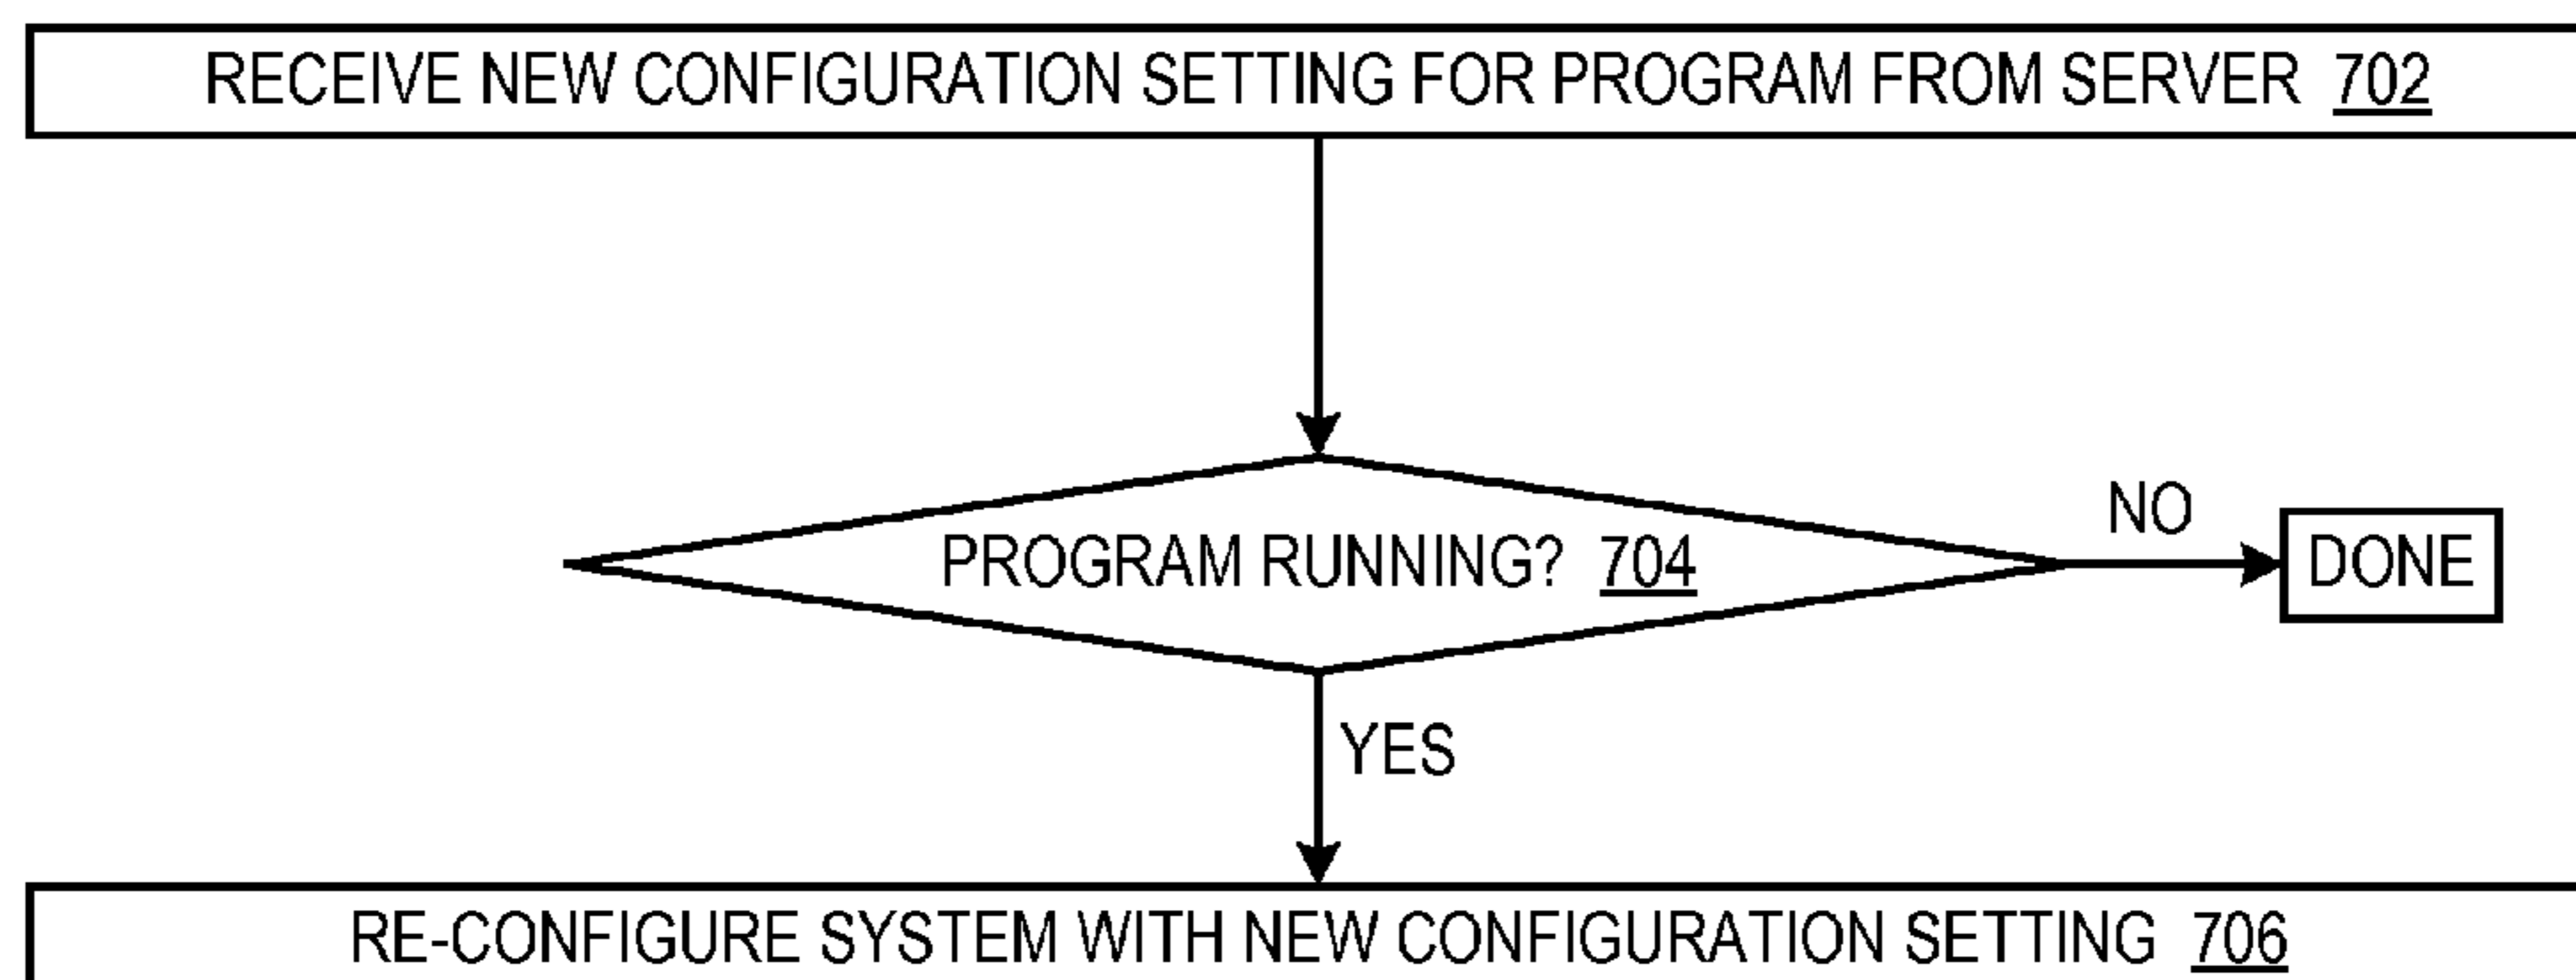 RECEIVE NEW CONFIGURATION SETTING FOR PROGRAM FROM SERVER 702
PROGRAM RUNNING? 704
NO
DONE
YES
RE-CONFIGURE SYSTEM WITH NEW CONFIGURATION SETTING 706